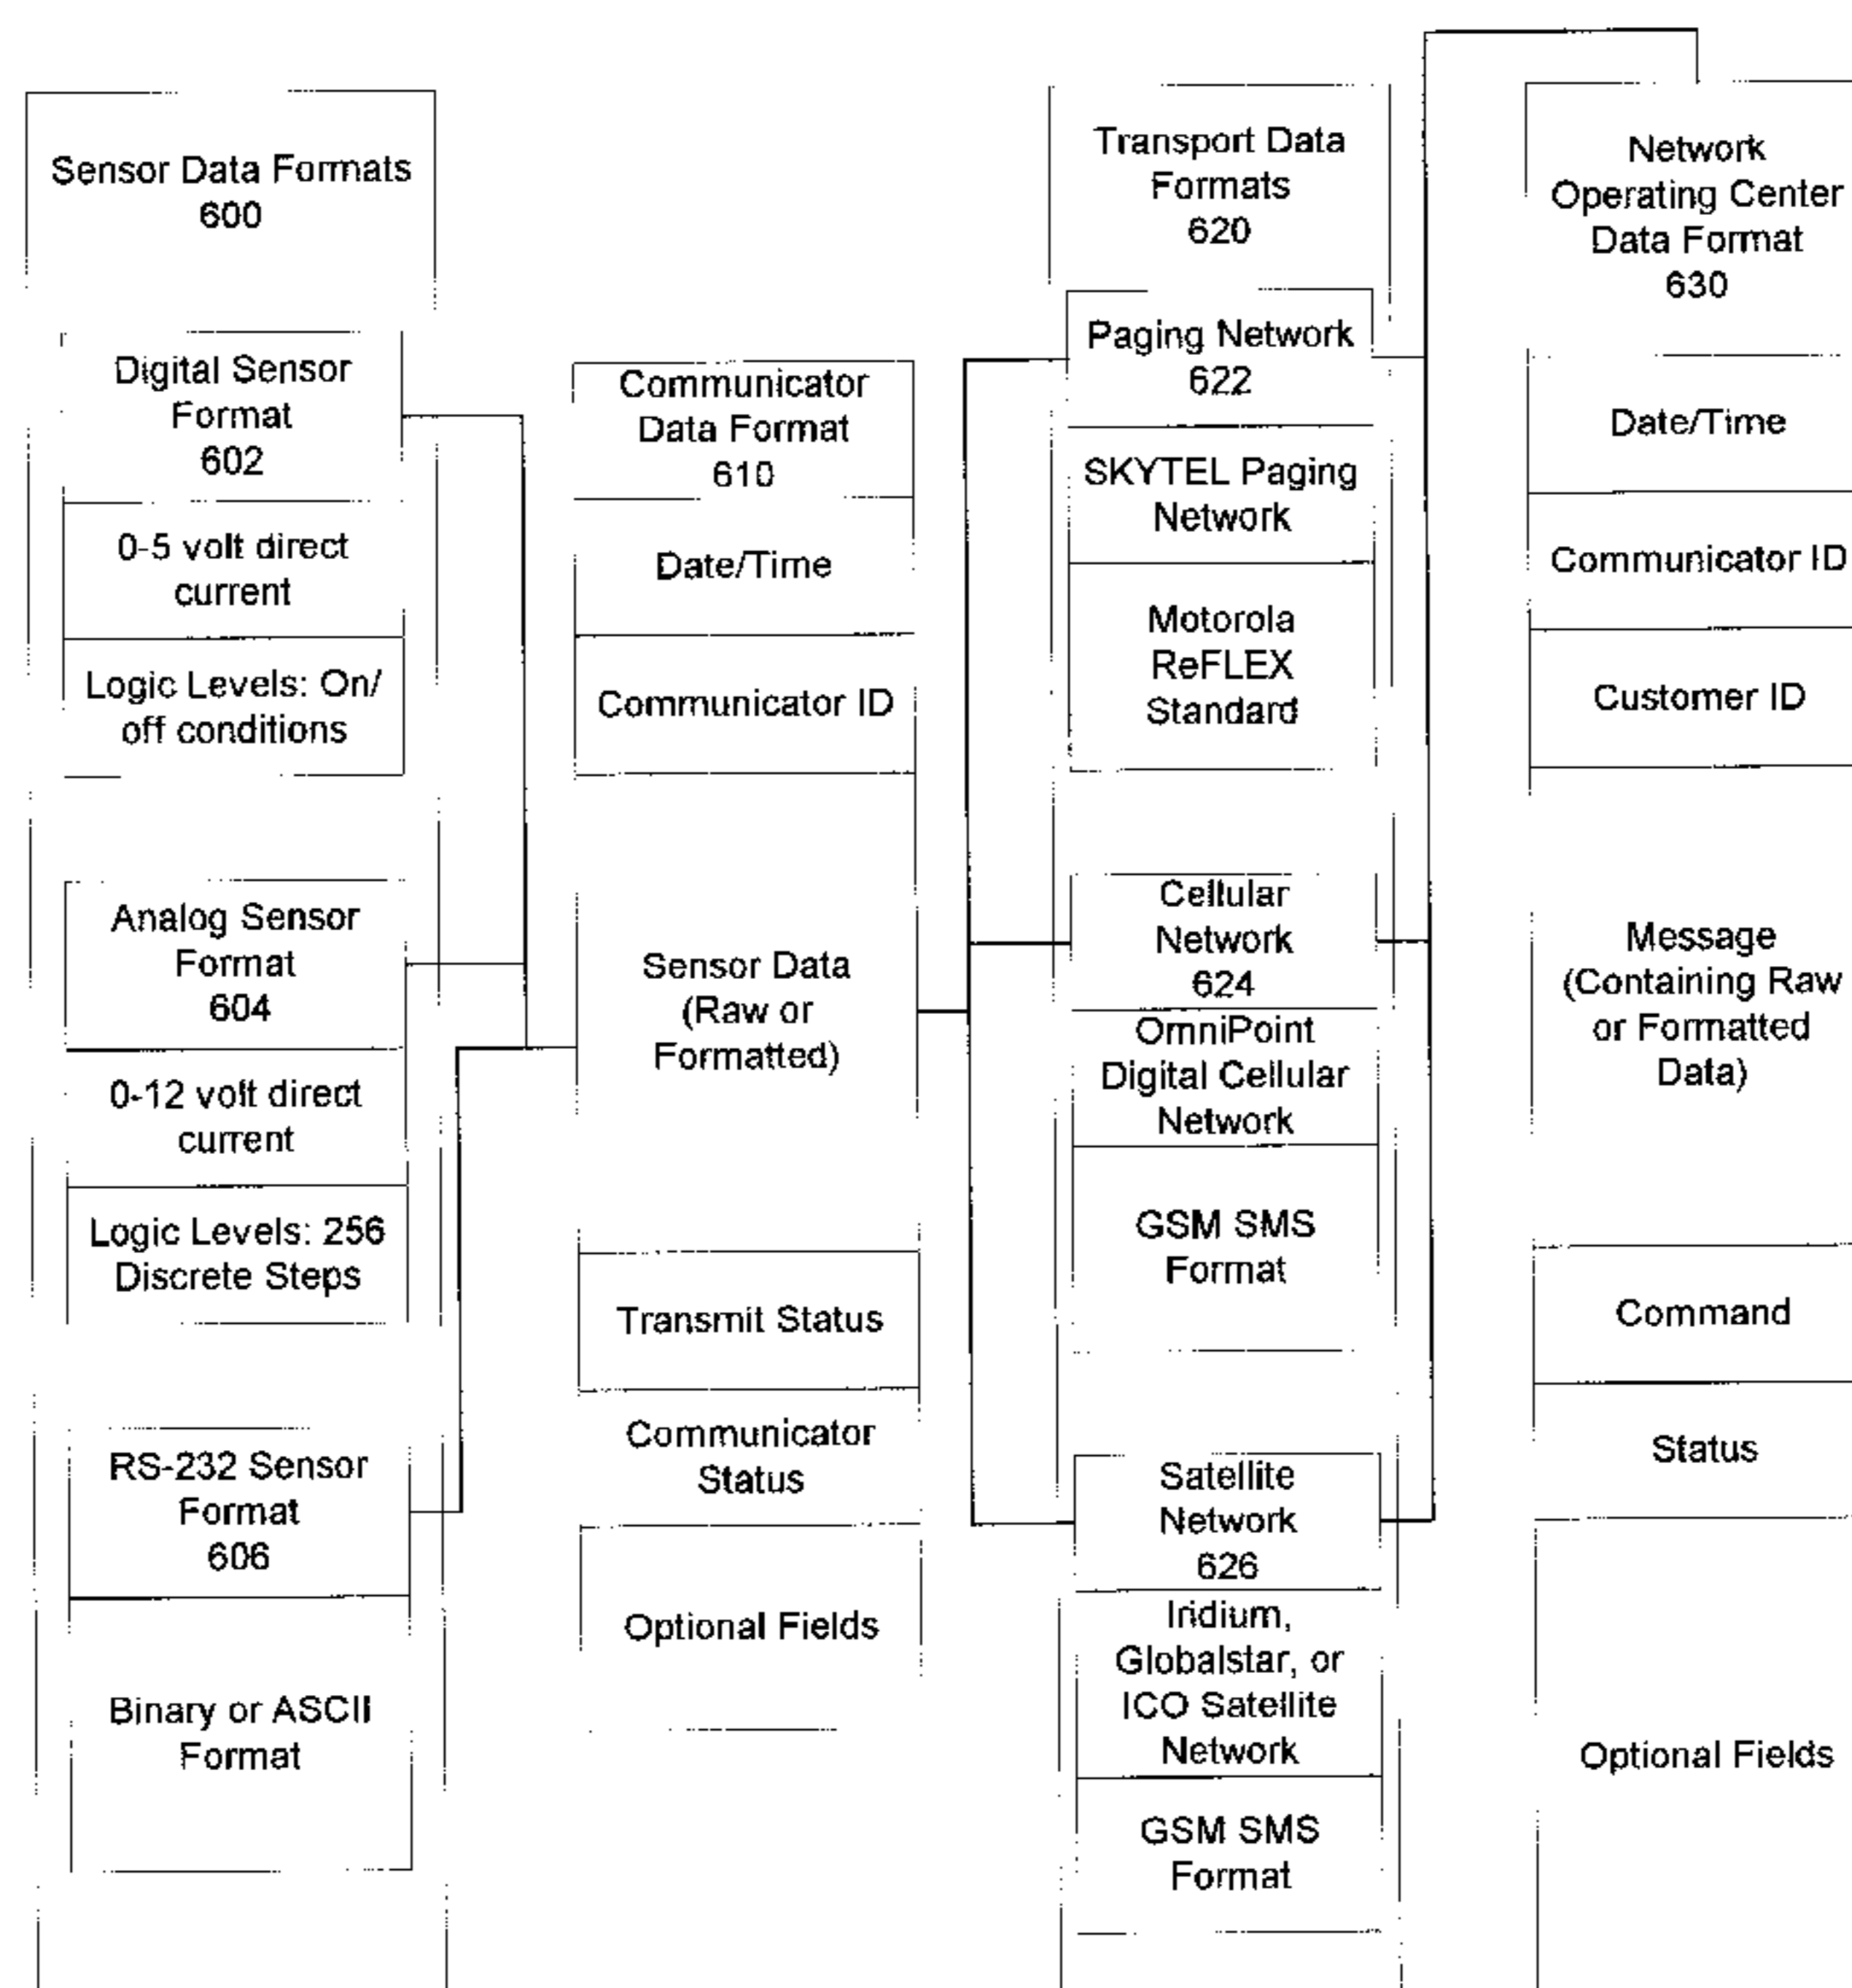 Sensor Data Formats
600
Digital Sensor
Format
602
0-5 volt direct
current
Logic Levels: On/
off conditions
Analog Sensor
Format
604
0-12 volt direct
current
Logic Levels: 256
Discrete Steps
RS-232 Sensor
Format
606
Binary or ASCII
Format
Communicator
Data Format
610
Date/Time
Communicator ID
Sensor Data
(Raw or
Formatted)
Transmit Status
Communicator
Status
Optional Fields
Transport Data
Formats
620
Paging Network
622
SKYTEL Paging
Network
Motorola
ReFLEX
Standard
Cellular
Network
624
OmniPoint
Digital Cellular
Network
GSM SMS
Format
Satellite
Network
626
Iridium,
Globalstar, or
ICO Satellite
Network
GSM SMS
Format
Network
Operating Center
Data Format
630
Date/Time
Communicator ID
Customer ID
Message
(Containing Raw
or Formatted
Data)
Command
Status
Optional Fields